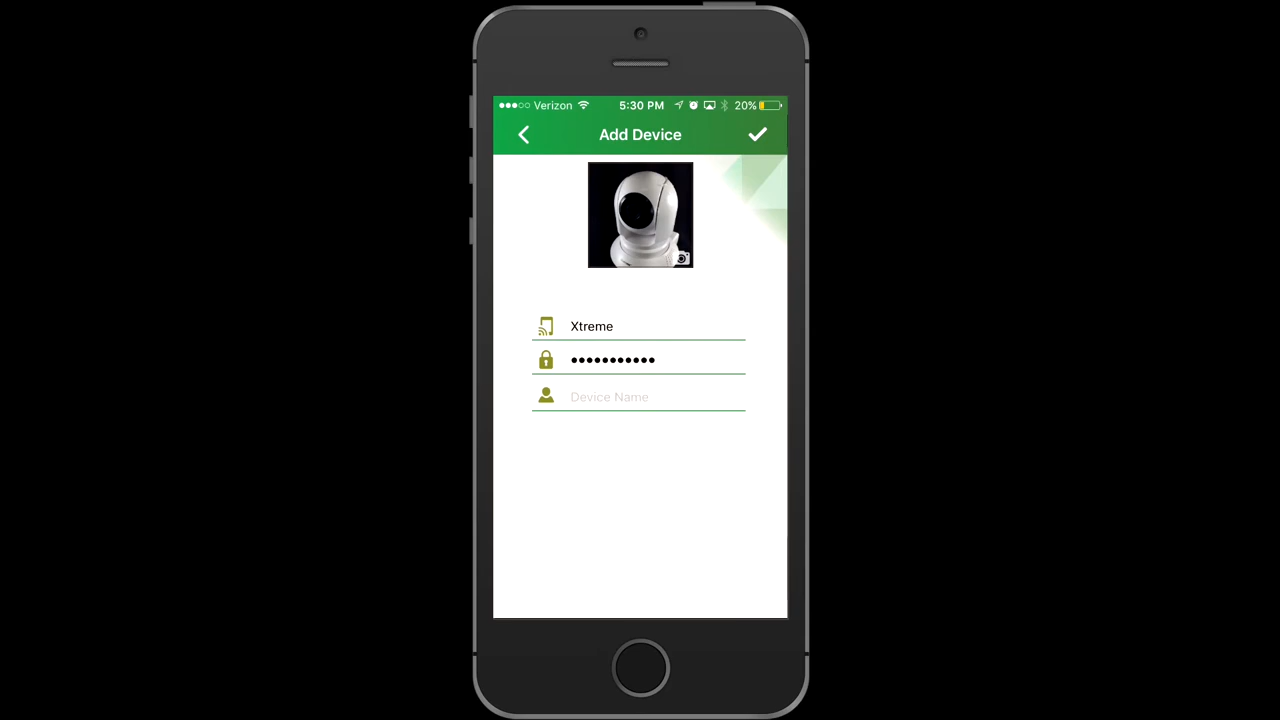 Verizon 5:30 PM 20%
Add Device
Xtreme
•••••••••••
Device Name